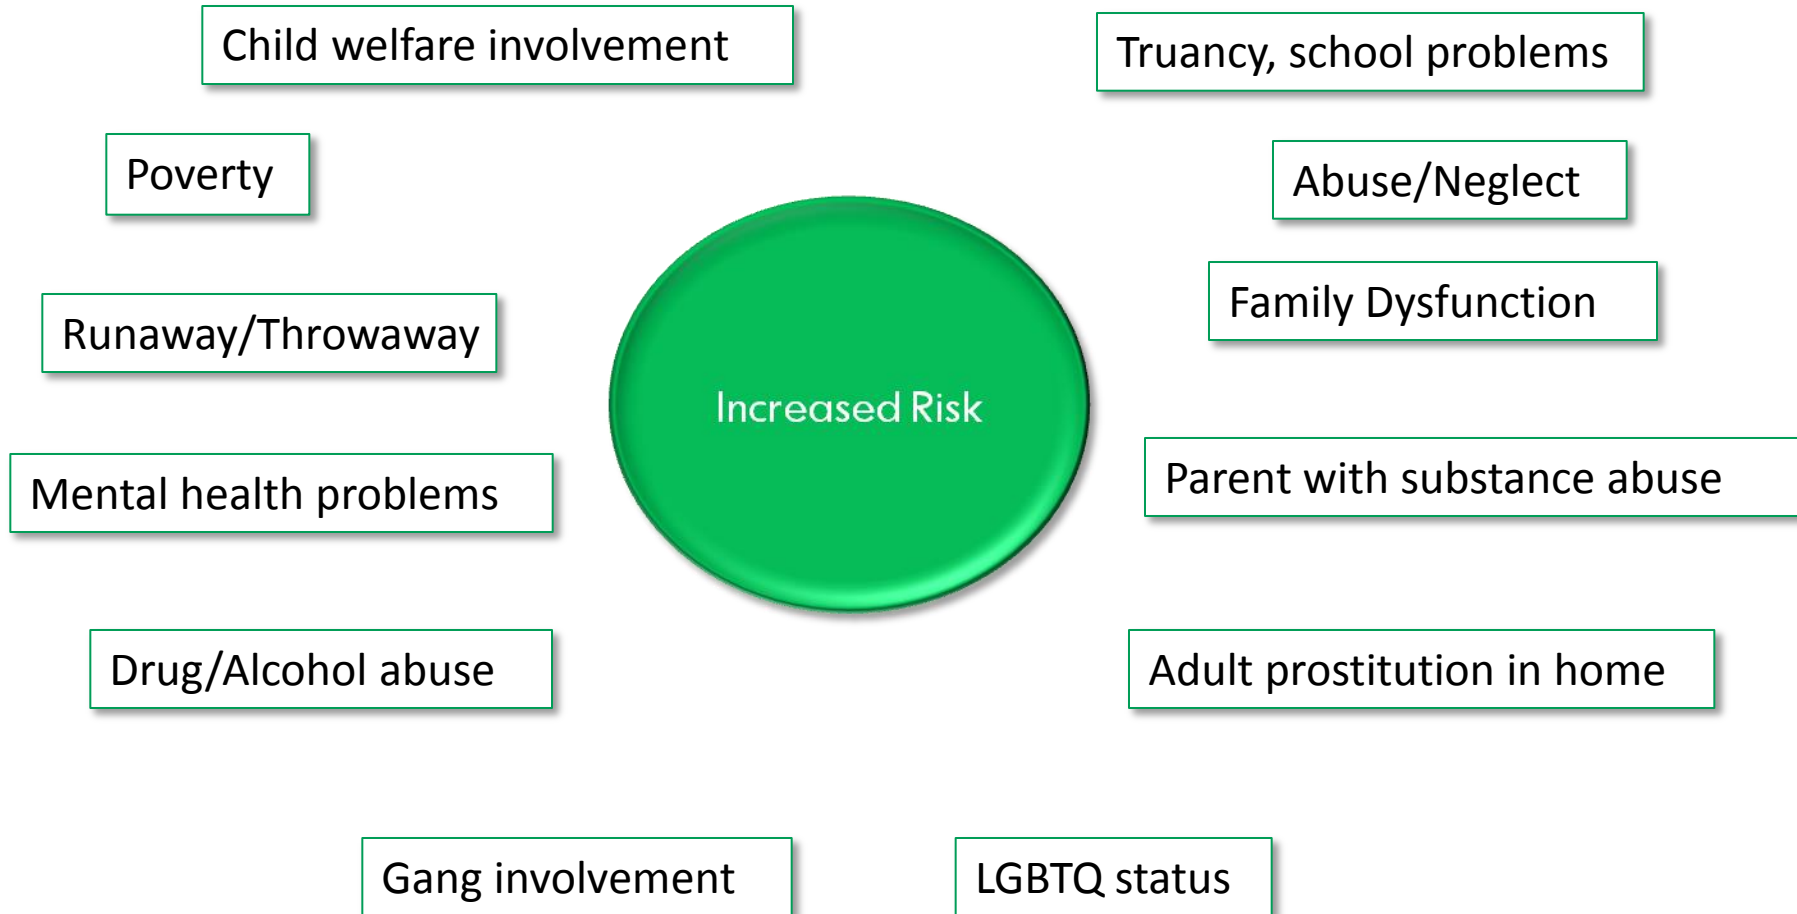 Child welfare involvement
Truancy, school problems
Poverty
Abuse/Neglect
Family Dysfunction
Runaway/Throwaway
Increased Risk
Mental health problems
Parent with substance abuse
Drug/Alcohol abuse
Adult prostitution in home
Gang involvement
LGBTQ status